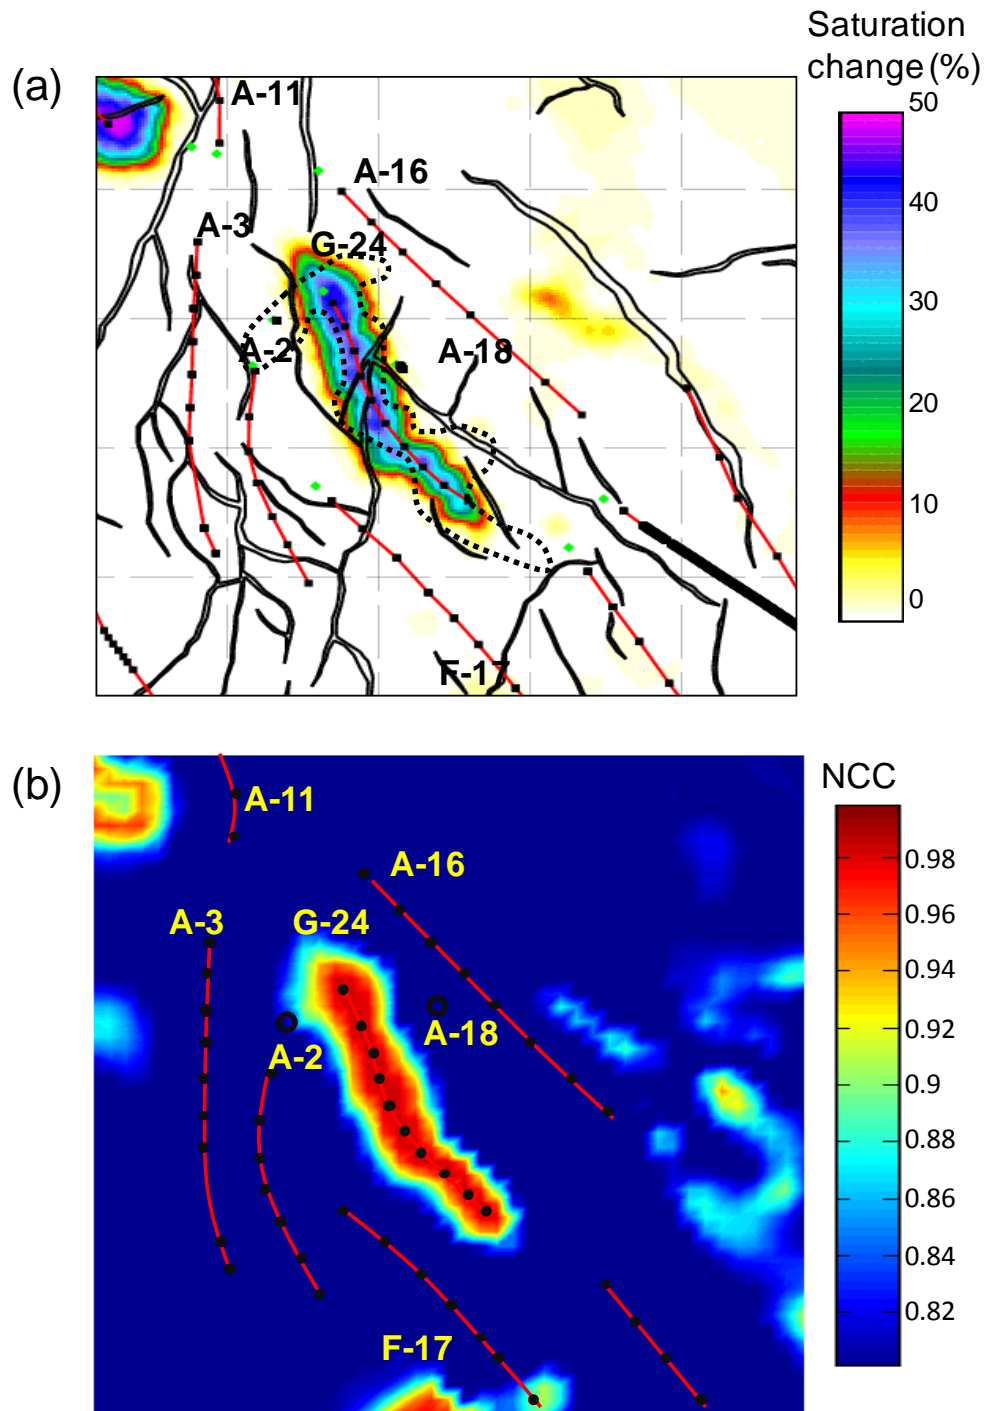 Saturation
change (%)
(a)
A-11
50
A-16
40
A-3
G-24
30
A-2
A-18
20
10
0
F-17
(b)
NCC
A-11
0.98
A-16
0.96
A-3
G-24
0.94
0.92
A-18
A-2
0.9
0.88
0.86
0.84
0.82
F-17